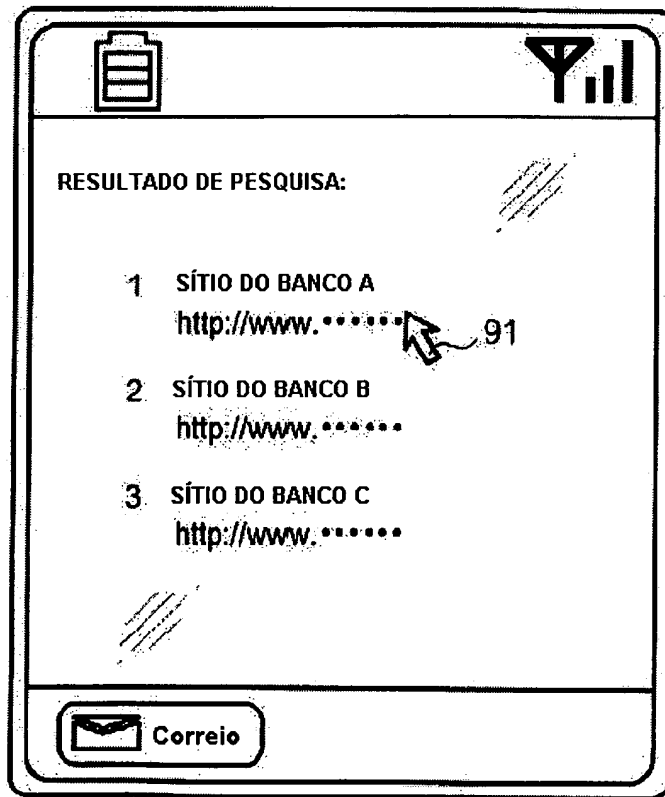 RESULTADO DE PESQUISA:
1 SÍTIO DO BANCO A
http://www.••••••
91
2 SÍTIO DO BANCO B
http://www.••••••
3 SÍTIO DO BANCO C
http://www.••••••
Correio